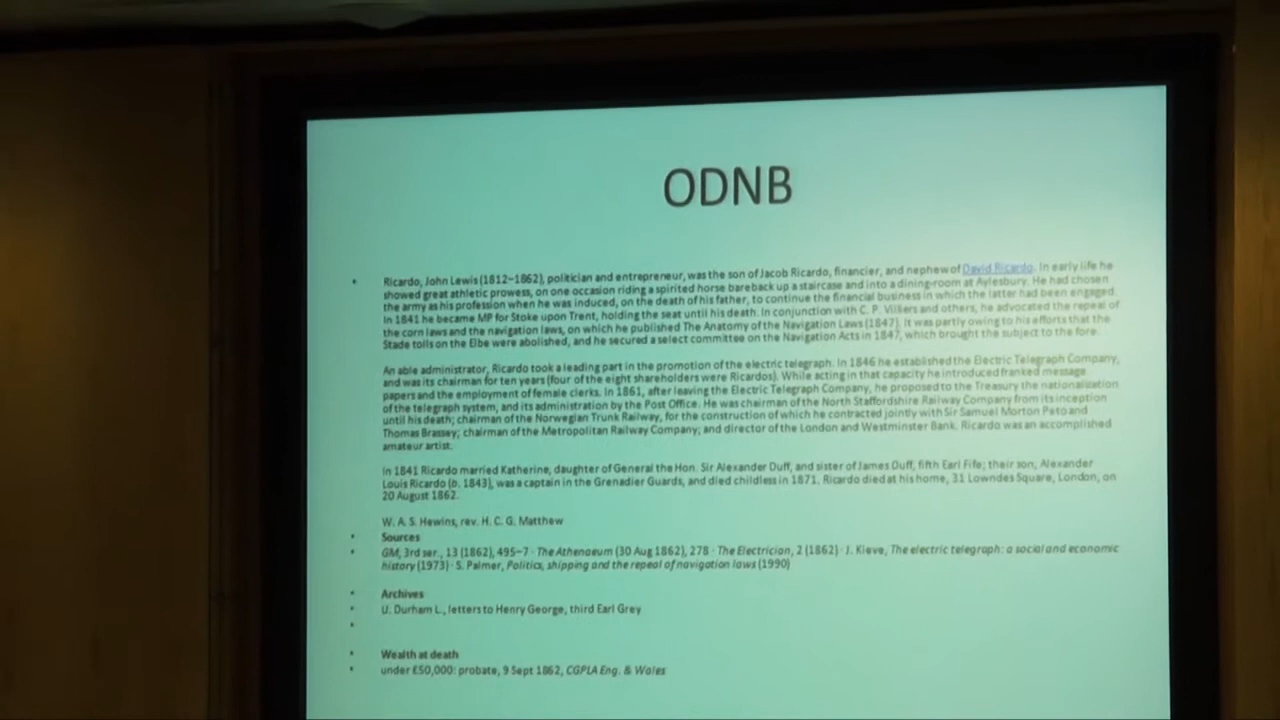 ODNB
• Ricardo, John Lewis (1812–1862), politician and entrepreneur, was the son of Jacob Ricardo, financier, and nephew of David Ricardo. In early life he
showed great athletic prowess, on one occasion riding a spirited horse bareback up a staircase and into a dining-room at Aylesbury. He had chosen
the army as his profession when he was induced, on the death of his father, to continue the financial business in which the latter had been engaged.
In 1841 he became MP for Stoke upon Trent, holding the seat until his death. In conjunction with C. P. Villiers and others, he advocated the repeal of
the corn laws and the navigation laws, on which he published The Anatomy of the Navigation Laws (1847). It was partly owing to his efforts that the
Stade tolls on the Elbe were abolished, and he secured a select committee on the Navigation Acts in 1847, which brought the subject to the fore.
An able administrator, Ricardo took a leading part in the promotion of the electric telegraph. In 1846 he established the Electric Telegraph Company,
and was its chairman for ten years (four of the eight shareholders were Ricardos). While acting in that capacity he introduced franked message
papers and the employment of female clerks. In 1861, after leaving the Electric Telegraph Company, he proposed to the Treasury the nationalization
of the telegraph system, and its administration by the Post Office. He was chairman of the North Staffordshire Railway Company from its inception
until his death; chairman of the Norwegian Trunk Railway, for the construction of which he contracted jointly with Sir Samuel Morton Peto and
Thomas Brassey; chairman of the Metropolitan Railway Company; and director of the London and Westminster Bank. Ricardo was an accomplished
amateur artist.
In 1841 Ricardo married Katherine, daughter of General the Hon. Sir Alexander Duff, and sister of James Duff, fifth Earl Fife; their son, Alexander
Louis Ricardo (b. 1843), was a captain in the Grenadier Guards, and died childless in 1871. Ricardo died at his home, 31 Lowndes Square, London, on
20 August 1862.
W. A. S. Hewins, rev. H. C. G. Matthew
• Sources
• GM, 3rd ser., 13 (1862), 495–7 · The Athenaeum (30 Aug 1862), 278 · The Electrician, 2 (1862) · J. Kieve, The electric telegraph: a social and economic
history (1973) · S. Palmer, Politics, shipping and the repeal of navigation laws (1990)
• Archives
• U. Durham L., letters to Henry George, third Earl Grey
•
• Wealth at death
• under £50,000: probate, 9 Sept 1862, CGPLA Eng. & Wales